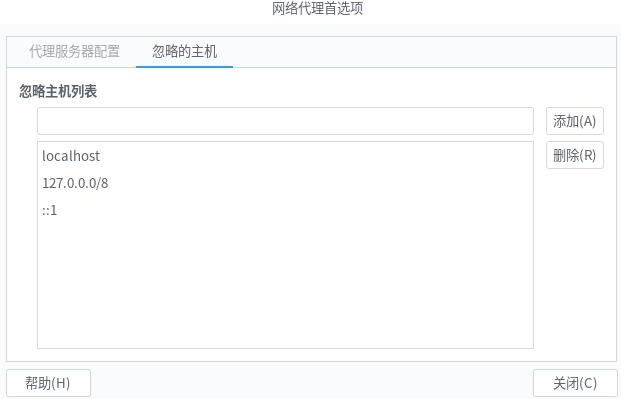 网络代理首选项
代理服务器配置 忽略的主机
忽略主机列表
添加(A)
localhost 删除(R)
127.0.0.0/8
::1
帮助(H) 关闭(C)